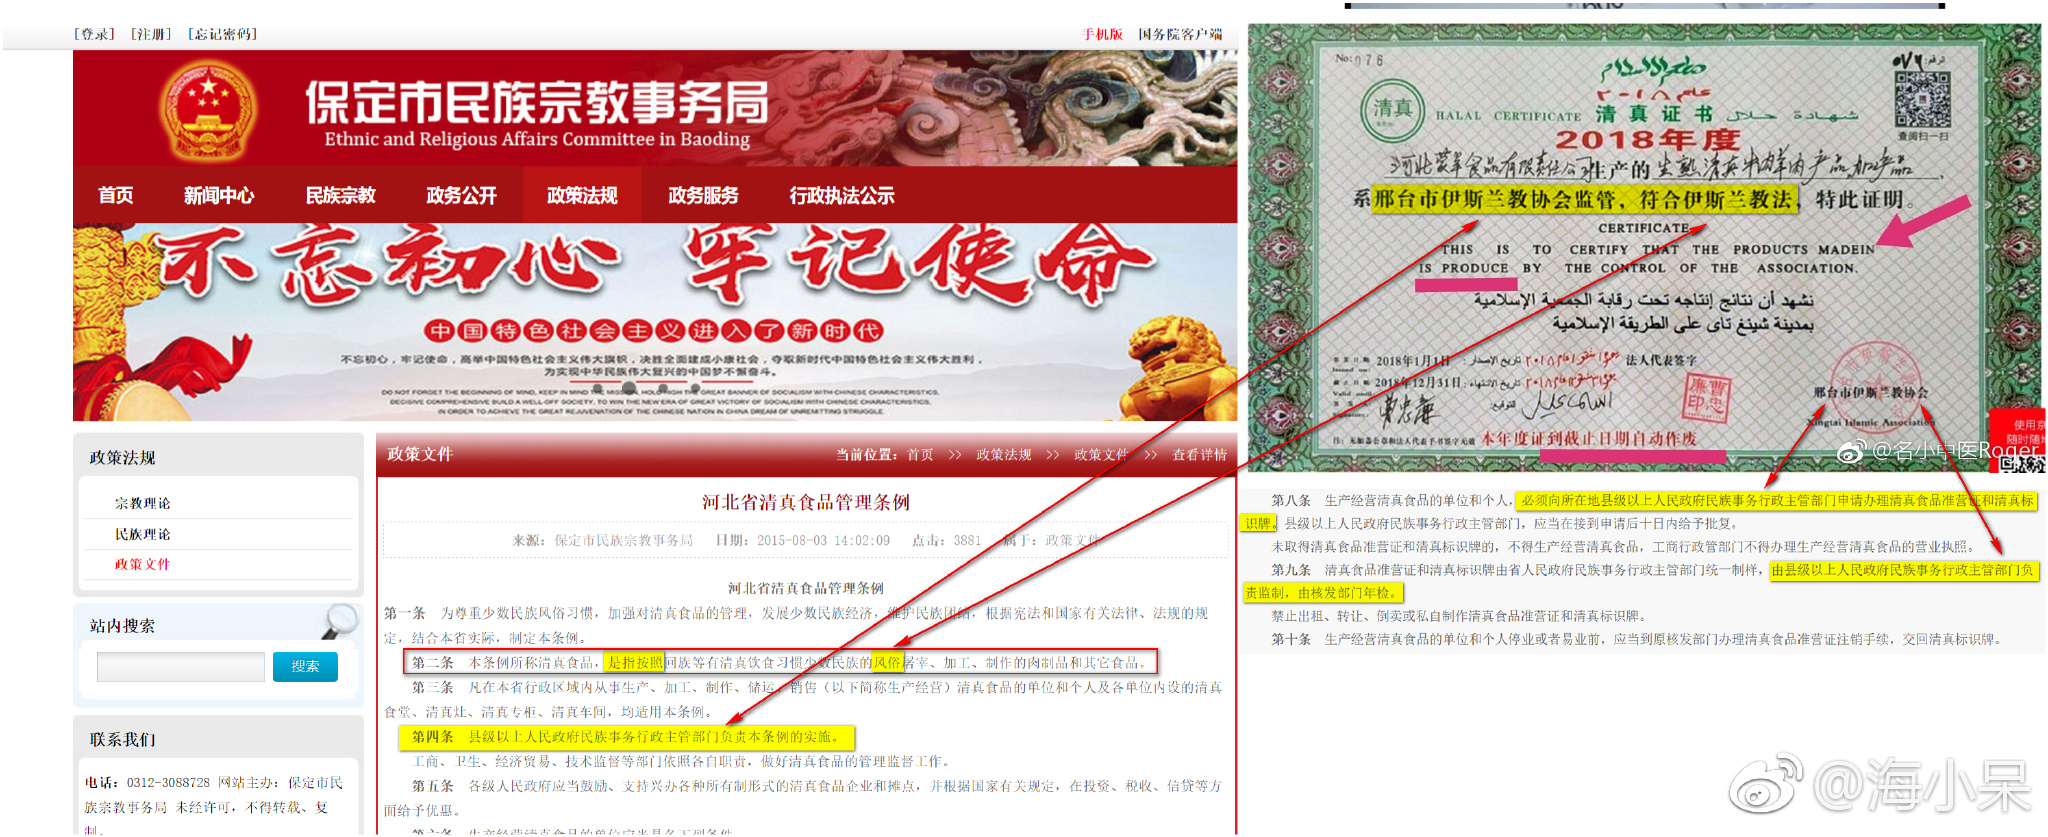 [登录] [注册] [忘记密码]
手机版 国务院客户端
保定市民族宗教事务局
Ethnic and Religious Affairs Committee in Baoding
首页 新闻中心 民族宗教 政务公开 政策法规 政务服务 行政执法公示
不忘初心 牢记使命
中国特色社会主义进入了新时代
不忘初心，牢记使命，高举中国特色社会主义伟大旗帜，决胜全面建成小康社会，夺取新时代中国特色社会主义伟大胜利，
为实现中华民族伟大复兴的中国梦不懈奋斗。
DO NOT FORGET THE BEGINNING OF MIND, KEEP IN MIND THE MISSION, HOLD HIGH THE GREAT BANNER OF SOCIALISM WITH CHINESE CHARACTERISTICS,
DECISIVE COMPREHENSIVE BUILD A WELL-OFF SOCIETY, TO WIN THE NEW ERA OF GREAT VICTORY OF SOCIALISM WITH CHINESE CHARACTERISTICS,
IN ORDER TO ACHIEVE THE GREAT REJUVENATION OF THE CHINESE NATION IN CHINA DREAM OF UNREMITTING STRUGGLE.
政策法规
宗教理论
民族理论
政策文件
站内搜索
搜索
联系我们
电话：0312-3088728 网站主办：保定市民
族宗教事务局 未经许可，不得转载、复
制。
政策文件
当前位置：首页 >> 政策法规 >> 政策文件 >> 查看详情
河北省清真食品管理条例
来源：保定市民族宗教事务局 日期：2015-08-03 14:02:09 点击：3881 属于：政策文件
河北省清真食品管理条例
第一条 为尊重少数民族风俗习惯，加强对清真食品的管理，发展少数民族经济，维护民族团结，根据宪法和国家有关法律、法规的规
定，结合本省实际，制定本条例。
第二条 本条例所称清真食品，是指按照回族等有清真饮食习惯少数民族的风俗屠宰、加工、制作的肉制品和其它食品。
第三条 凡在本省行政区域内从事生产、加工、制作、储运、销售（以下简称生产经营）清真食品的单位和个人及各单位内设的清真
食堂、清真灶、清真专柜、清真车间，均适用本条例。
第四条 县级以上人民政府民族事务行政主管部门负责本条例的实施。
工商、卫生、经济贸易、技术监督等部门依照各自职责，做好清真食品的管理监督工作。
第五条 各级人民政府应当鼓励、支持兴办各种所有制形式的清真食品企业和摊点，并根据国家有关规定，在投资、税收、信贷等方
面给予优惠。
第六条 生产经营清真食品的单位应当具备下列条件
No:076
清真
HALAL CERTIFICATE 清真证书 شهادة حلال
2018年度
查阅扫一扫
生产的
系邢台市伊斯兰教协会监管，符合伊斯兰教法，特此证明。
CERTIFICATE
THIS IS TO CERTIFY THAT THE PRODUCTS MADEIN
IS PRODUCE BY THE CONTROL OF THE ASSOCIATION.
نشهد أن نتائج إنتاجه تحت رقابة الجمعية الإسلامية
بمدينة شينغ تاى على الطريقة الإسلامية
2018年1月1日 تاريخ الإصدار: 法人代表签字
Issued on:
2018年12月31日 تاريخ الانتهاء:
Valid until:
التوقيع:
Signature:
邢台市伊斯兰教协会
Xingtai Islamic Association
本年度证到截止日期自动作废
@名小中医Roger
使用京
随时随地
第八条 生产经营清真食品的单位和个人，必须向所在地县级以上人民政府民族事务行政主管部门申请办理清真食品准营证和清真标
识牌。县级以上人民政府民族事务行政主管部门，应当在接到申请后十日内给予批复。
未取得清真食品准营证和清真标识牌的，不得生产经营清真食品，工商行政管部门不得办理生产经营清真食品的营业执照。
第九条 清真食品准营证和清真标识牌由省人民政府民族事务行政主管部门统一制样，由县级以上人民政府民族事务行政主管部门负
责监制，由核发部门年检。
禁止出租、转让、倒卖或私自制作清真食品准营证和清真标识牌。
第十条 生产经营清真食品的单位和个人停业或者易业前，应当到原核发部门办理清真食品准营证注销手续，交回清真标识牌。
@海小呆